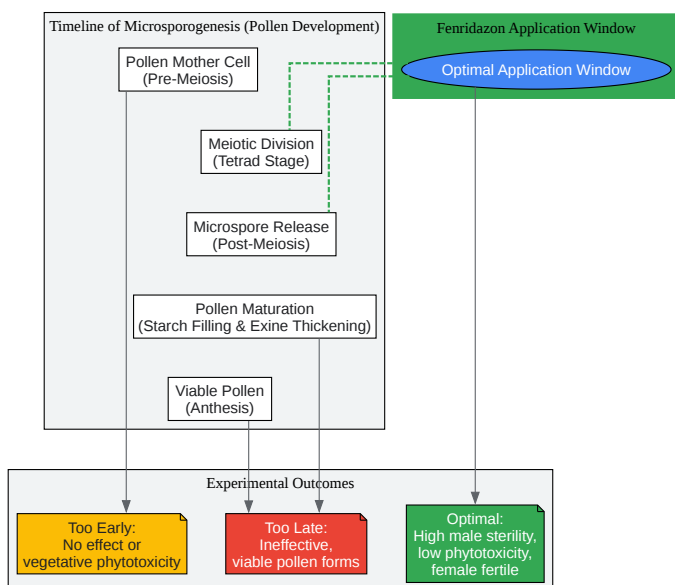 Timeline of Microsporogenesis (Pollen Development)
Fenridazon Application Window
Pollen Mother Cell
(Pre-Meiosis)
Optimal Application Window
Meiotic Division
(Tetrad Stage)
Microspore Release
(Post-Meiosis)
Pollen Maturation
(Starch Filling & Exine Thickening)
Viable Pollen
(Anthesis)
Experimental Outcomes
Too Early:
No effect or
vegetative phytotoxicity
Too Late:
Ineffective,
viable pollen forms
Optimal:
High male sterility,
low phytotoxicity,
female fertile